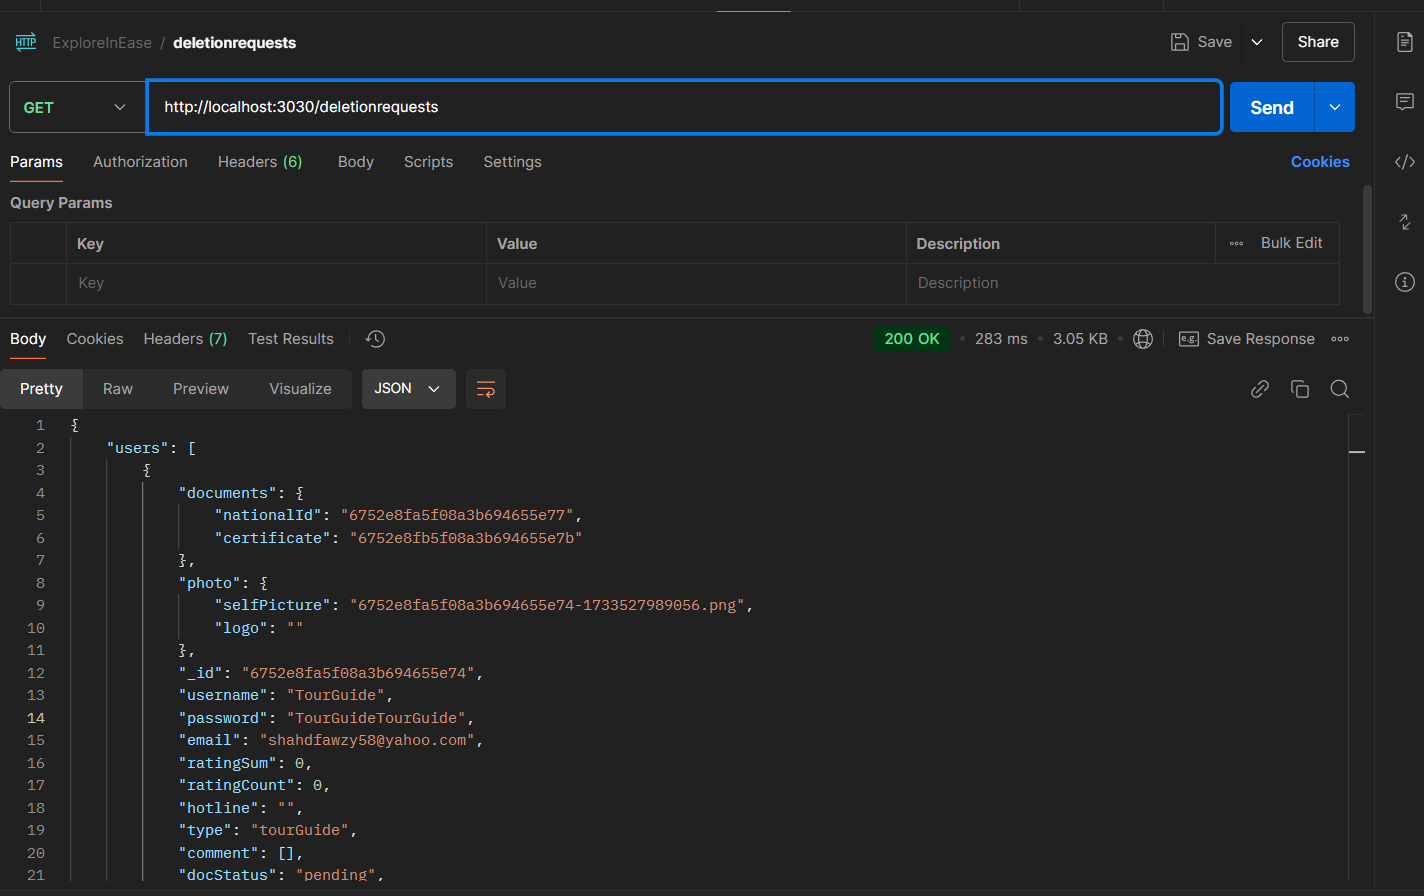 HTTP ExploreInEase / deletionrequests Save Share
GET http://localhost:3030/deletionrequests Send
Params Authorization Headers (6) Body Scripts Settings Cookies
Query Params
Key Value Description Bulk Edit
Key Value Description
Body Cookies Headers (7) Test Results 200 OK • 283 ms • 3.05 KB • e.g. Save Response
Pretty Raw Preview Visualize JSON
1 {
2 "users": [
3 {
4 "documents": {
5 "nationalId": "6752e8fa5f08a3b694655e77",
6 "certificate": "6752e8fb5f08a3b694655e7b"
7 },
8 "photo": {
9 "selfPicture": "6752e8fa5f08a3b694655e74-1733527989056.png",
10 "logo": ""
11 },
12 "_id": "6752e8fa5f08a3b694655e74",
13 "username": "TourGuide",
14 "password": "TourGuideTourGuide",
15 "email": "shahdfawzy58@yahoo.com",
16 "ratingSum": 0,
17 "ratingCount": 0,
18 "hotline": "",
19 "type": "tourGuide",
20 "comment": [],
21 "docStatus": "pending",